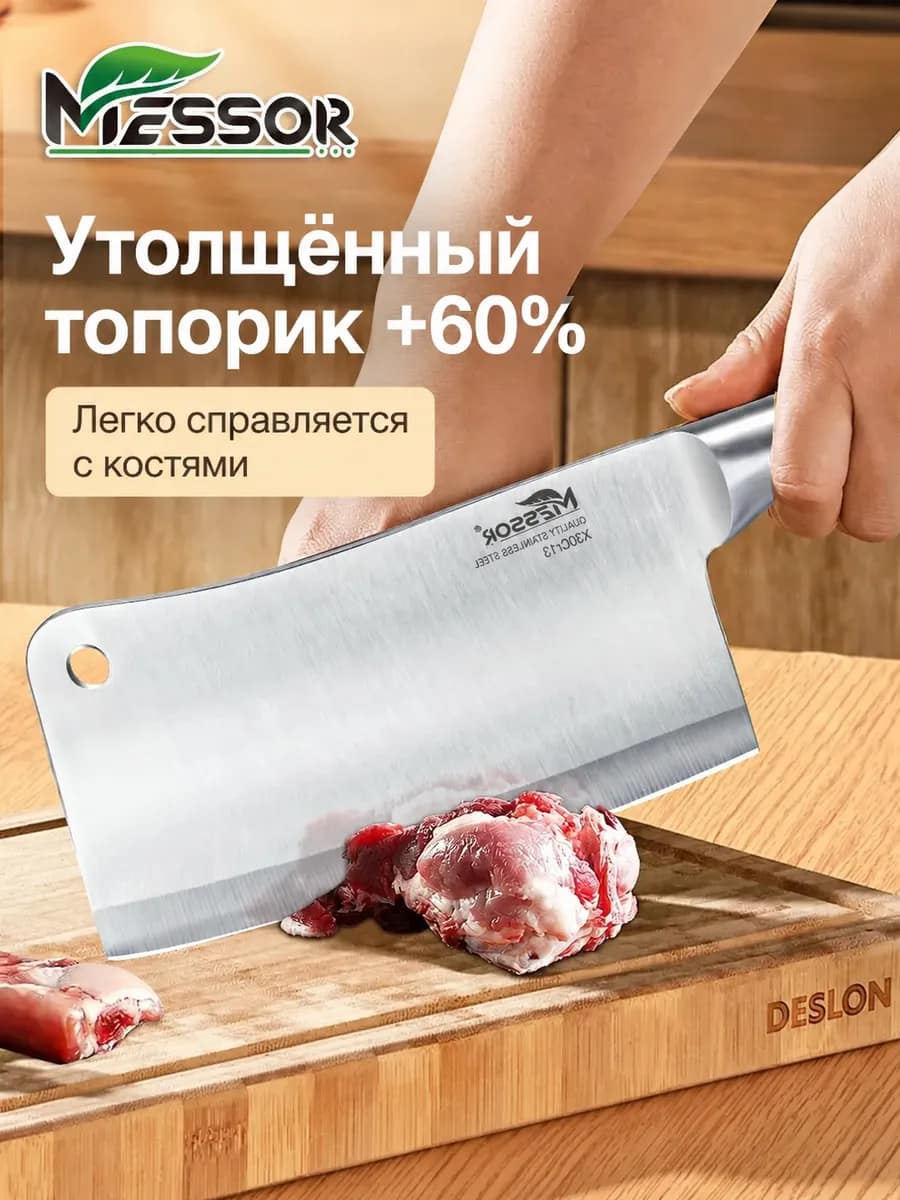 MESSOR
Утолщённый
топорик +60%
Легко справляется
с костями
MESSOR®
QUALITY STAINLESS STEEL
X30Cr13
DESLON